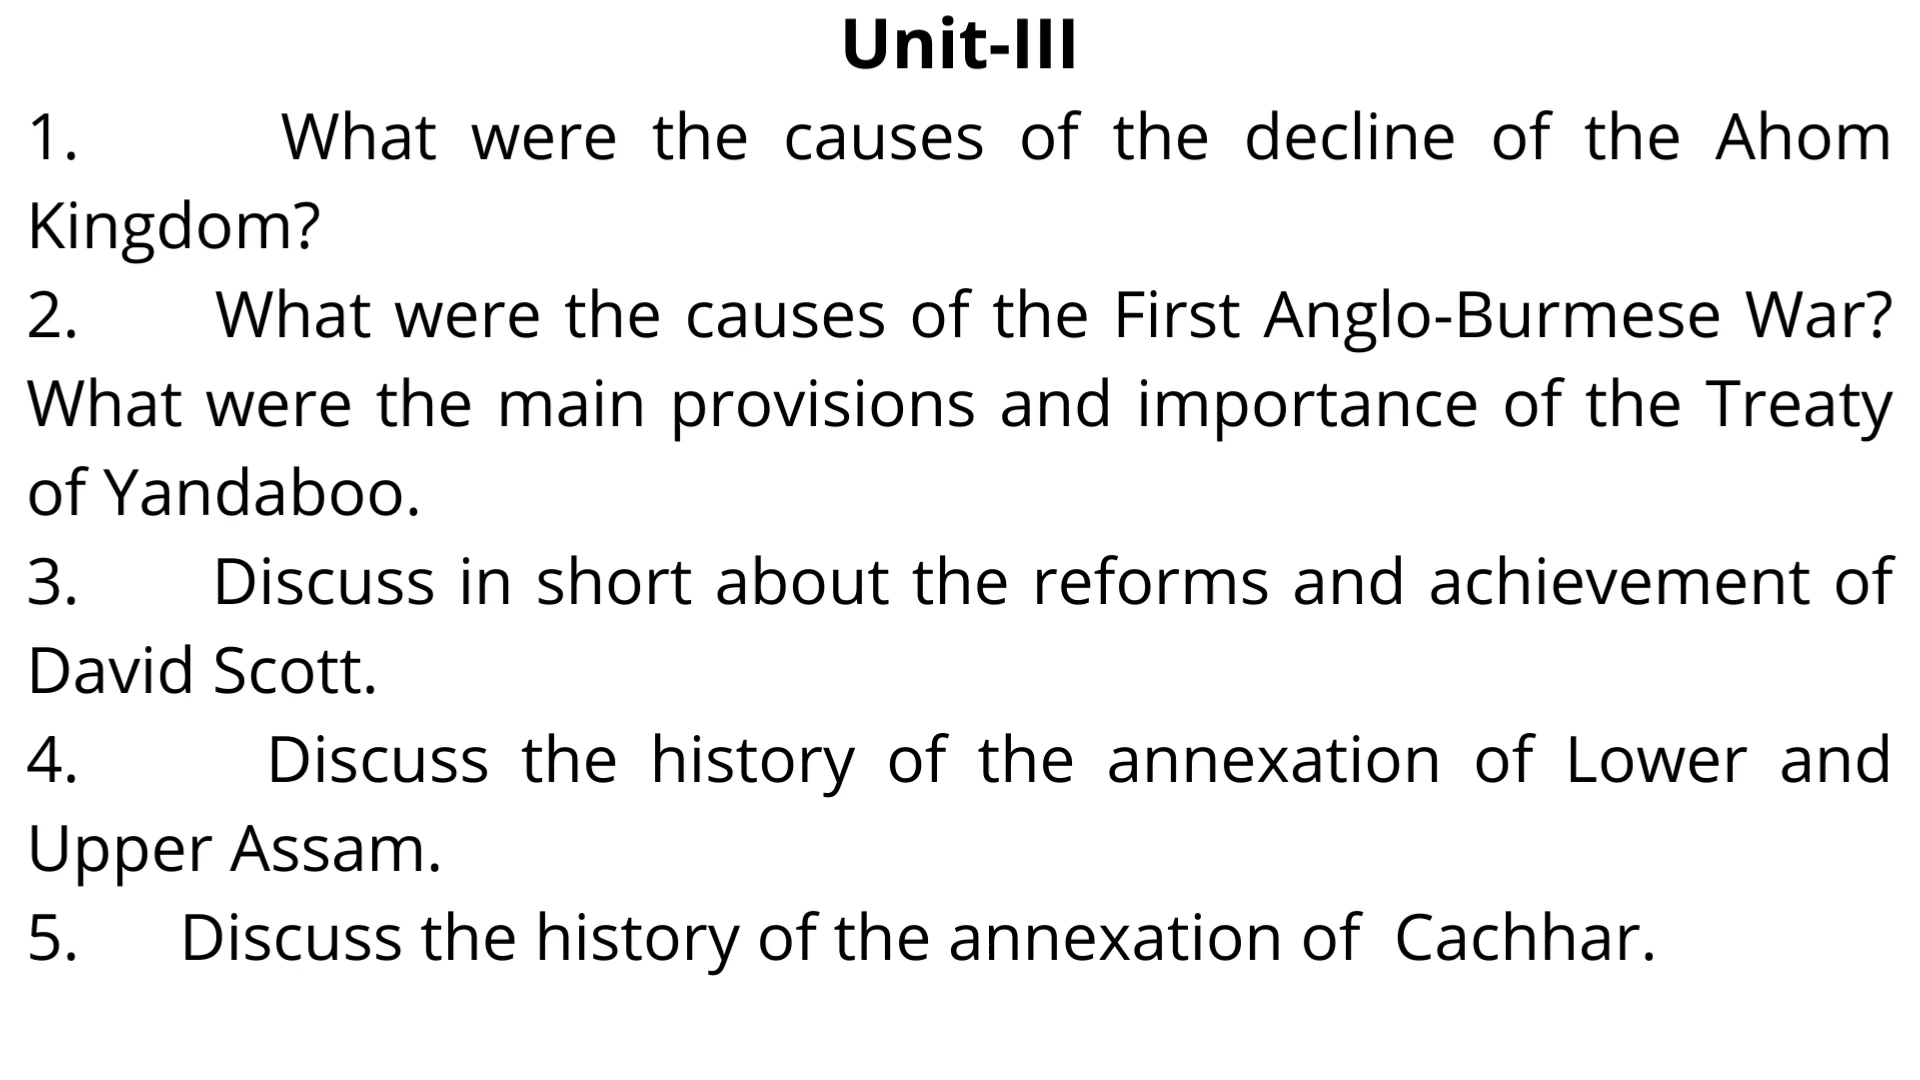 Unit-III
1. What were the causes of the decline of the Ahom
Kingdom?
2. What were the causes of the First Anglo-Burmese War?
What were the main provisions and importance of the Treaty
of Yandaboo.
3. Discuss in short about the reforms and achievement of
David Scott.
4. Discuss the history of the annexation of Lower and
Upper Assam.
5. Discuss the history of the annexation of Cachhar.